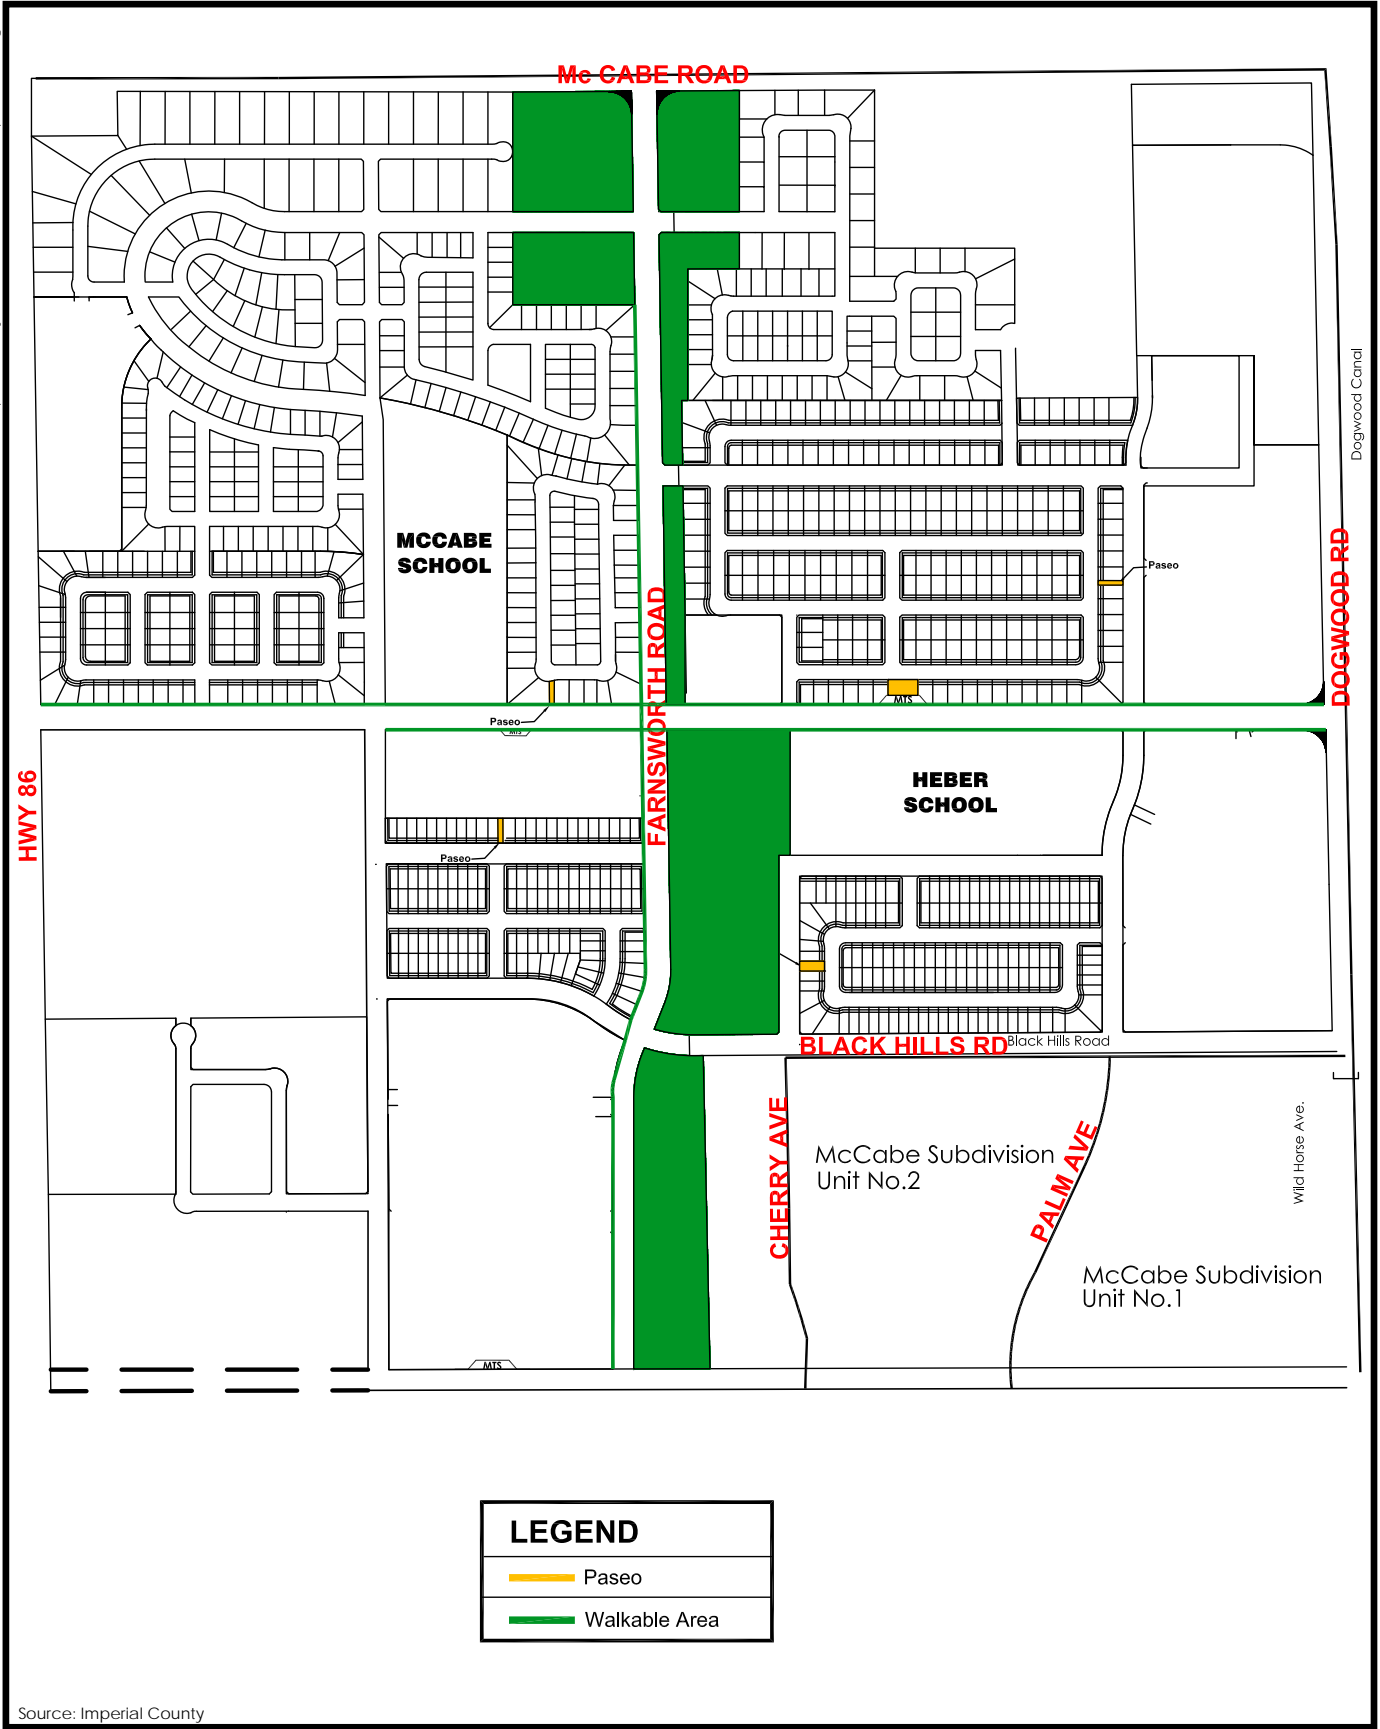 Mc CABE ROAD
Dogwood Canal
MCCABE
SCHOOL
Paseo
DOGWOOD RD
FARNSWORTH ROAD
MTS
Paseo
MTS
HWY 86
HEBER
SCHOOL
Paseo
BLACK HILLS RD
Black Hills Road
CHERRY AVE
McCabe Subdivision
Unit No.2
PALM AVE
Wild Horse Ave.
McCabe Subdivision
Unit No.1
MTS
LEGEND
Paseo
Walkable Area
Source: Imperial County